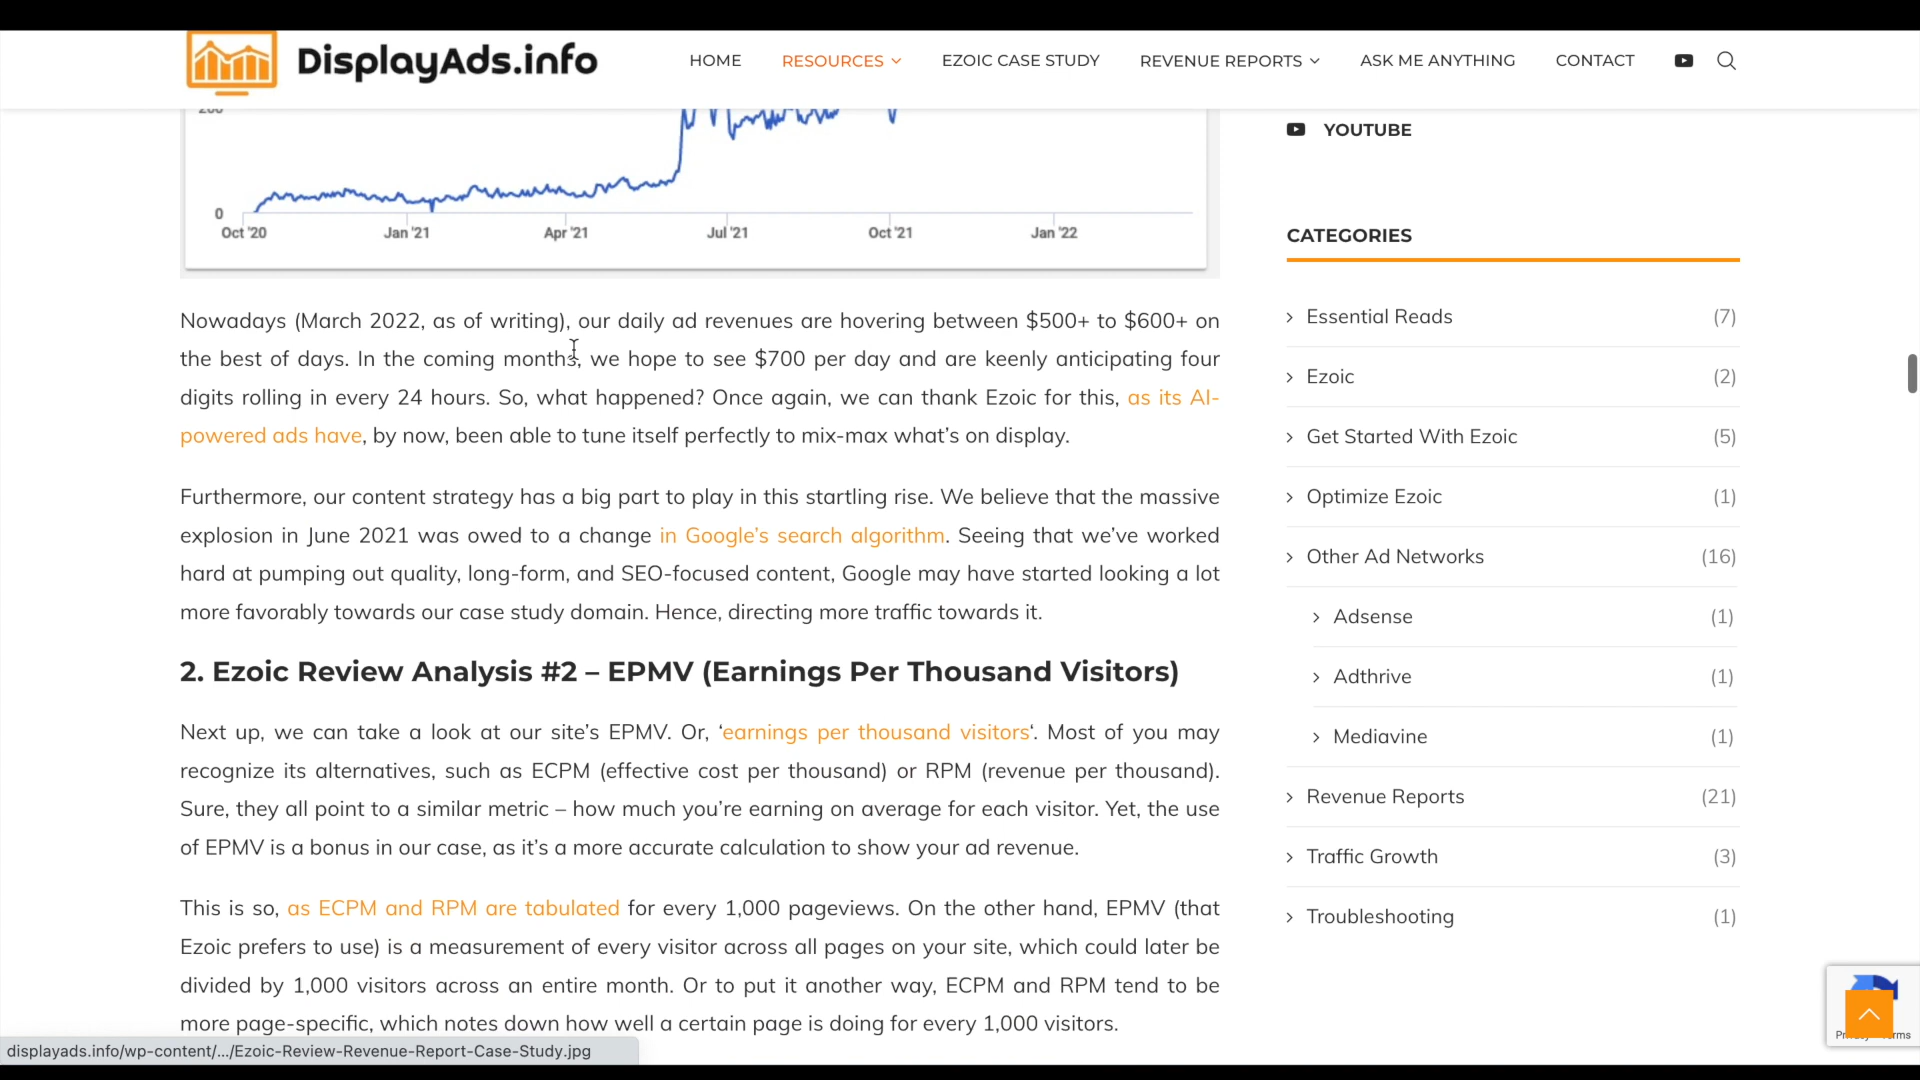 DisplayAds.info
HOME
RESOURCES
EZOIC CASE STUDY
REVENUE REPORTS
ASK ME ANYTHING
CONTACT
200
0
Oct '20
Jan '21
Apr '21
Jul '21
Oct '21
Jan '22
Nowadays (March 2022, as of writing), our daily ad revenues are hovering between $500+ to $600+ on
the best of days. In the coming months, we hope to see $700 per day and are keenly anticipating four
digits rolling in every 24 hours. So, what happened? Once again, we can thank Ezoic for this, as its AI-
powered ads have, by now, been able to tune itself perfectly to mix-max what’s on display.
Furthermore, our content strategy has a big part to play in this startling rise. We believe that the massive
explosion in June 2021 was owed to a change in Google’s search algorithm. Seeing that we’ve worked
hard at pumping out quality, long-form, and SEO-focused content, Google may have started looking a lot
more favorably towards our case study domain. Hence, directing more traffic towards it.
2. Ezoic Review Analysis #2 – EPMV (Earnings Per Thousand Visitors)
Next up, we can take a look at our site’s EPMV. Or, ‘earnings per thousand visitors‘. Most of you may
recognize its alternatives, such as ECPM (effective cost per thousand) or RPM (revenue per thousand).
Sure, they all point to a similar metric – how much you’re earning on average for each visitor. Yet, the use
of EPMV is a bonus in our case, as it’s a more accurate calculation to show your ad revenue.
This is so, as ECPM and RPM are tabulated for every 1,000 pageviews. On the other hand, EPMV (that
Ezoic prefers to use) is a measurement of every visitor across all pages on your site, which could later be
divided by 1,000 visitors across an entire month. Or to put it another way, ECPM and RPM tend to be
more page-specific, which notes down how well a certain page is doing for every 1,000 visitors.
YOUTUBE
CATEGORIES
Essential Reads (7)
Ezoic (2)
Get Started With Ezoic (5)
Optimize Ezoic (1)
Other Ad Networks (16)
Adsense (1)
Adthrive (1)
Mediavine (1)
Revenue Reports (21)
Traffic Growth (3)
Troubleshooting (1)
displayads.info/wp-content/.../Ezoic-Review-Revenue-Report-Case-Study.jpg